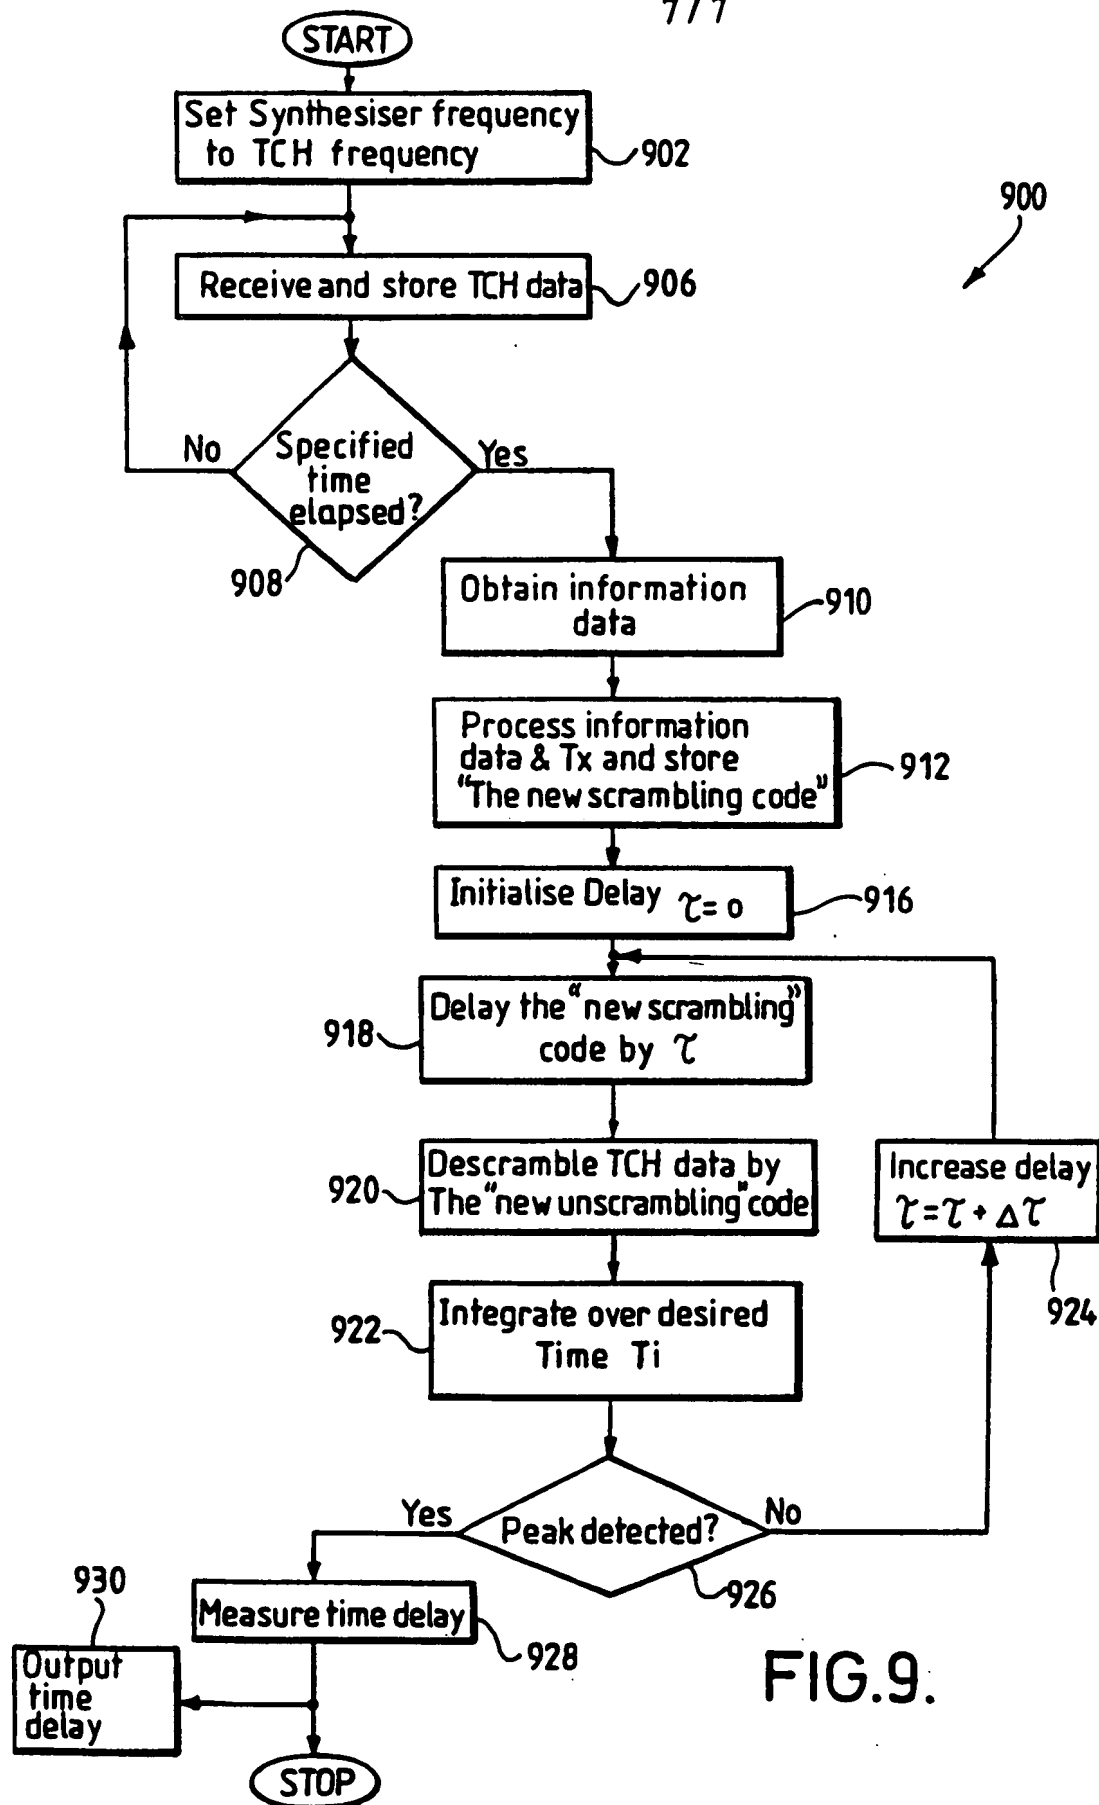 7/7
START
Set Synthesiser frequency
to TCH frequency
902
900
Receive and store TCH data
906
No
Specified
time
elapsed?
Yes
908
Obtain information
data
910
Process information
data & Tx and store
"The new scrambling code"
912
Initialise Delay τ=0
916
Delay the "new scrambling"
code by τ
918
Descramble TCH data by
The "new unscrambling" code
920
Increase delay
τ=τ+Δτ
924
Integrate over desired
Time Ti
922
Yes
Peak detected?
No
926
930
Measure time delay
928
Output
time
delay
STOP
FIG.9.